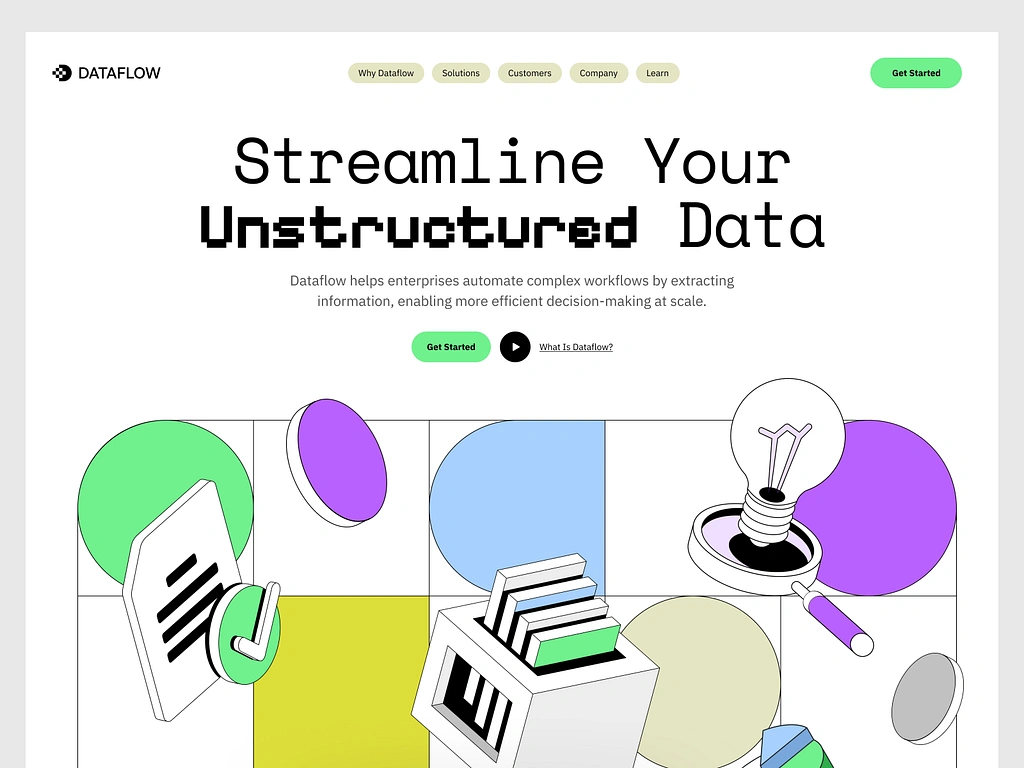 DATAFLOW
Why Dataflow
Solutions
Customers
Company
Learn
Get Started
Streamline Your
Unstructured Data
Dataflow helps enterprises automate complex workflows by extracting
information, enabling more efficient decision-making at scale.
Get Started
What Is Dataflow?